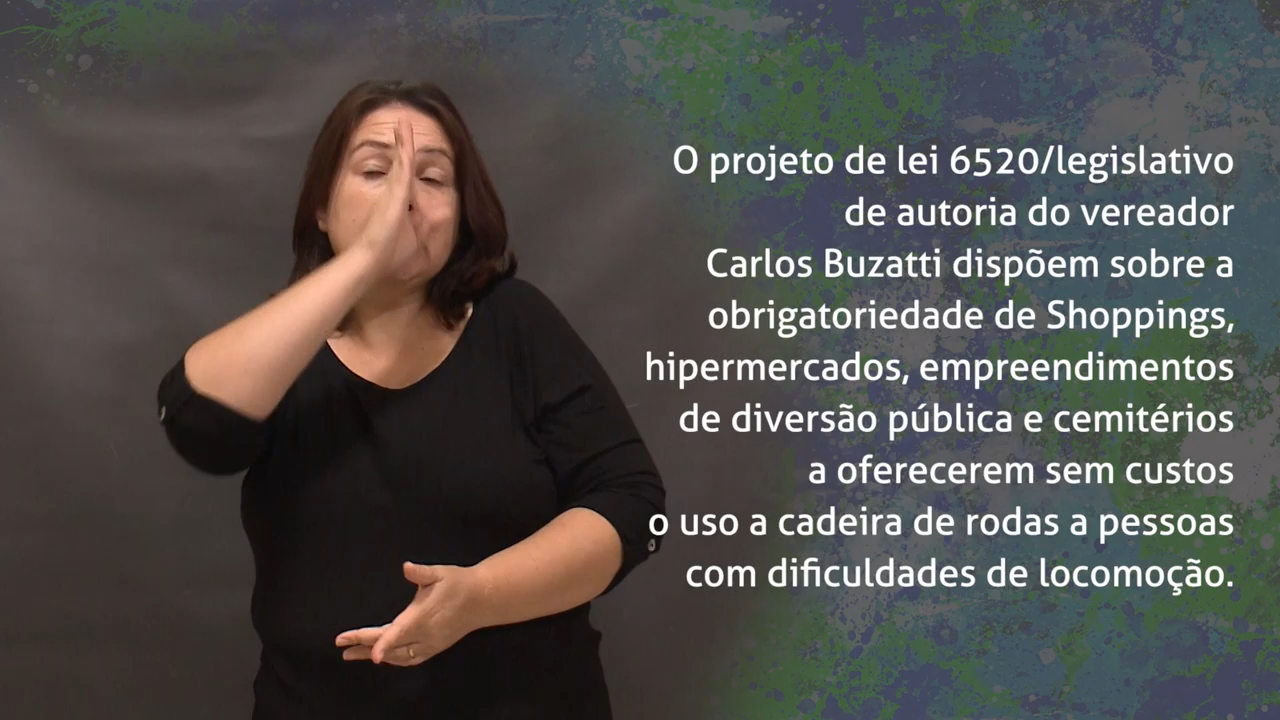 O projeto de lei 6520/legislativo
de autoria do vereador
Carlos Buzatti dispõem sobre a
obrigatoriedade de Shoppings,
hipermercados, empreendimentos
de diversão pública e cemitérios
a oferecerem sem custos
o uso a cadeira de rodas a pessoas
com dificuldades de locomoção.